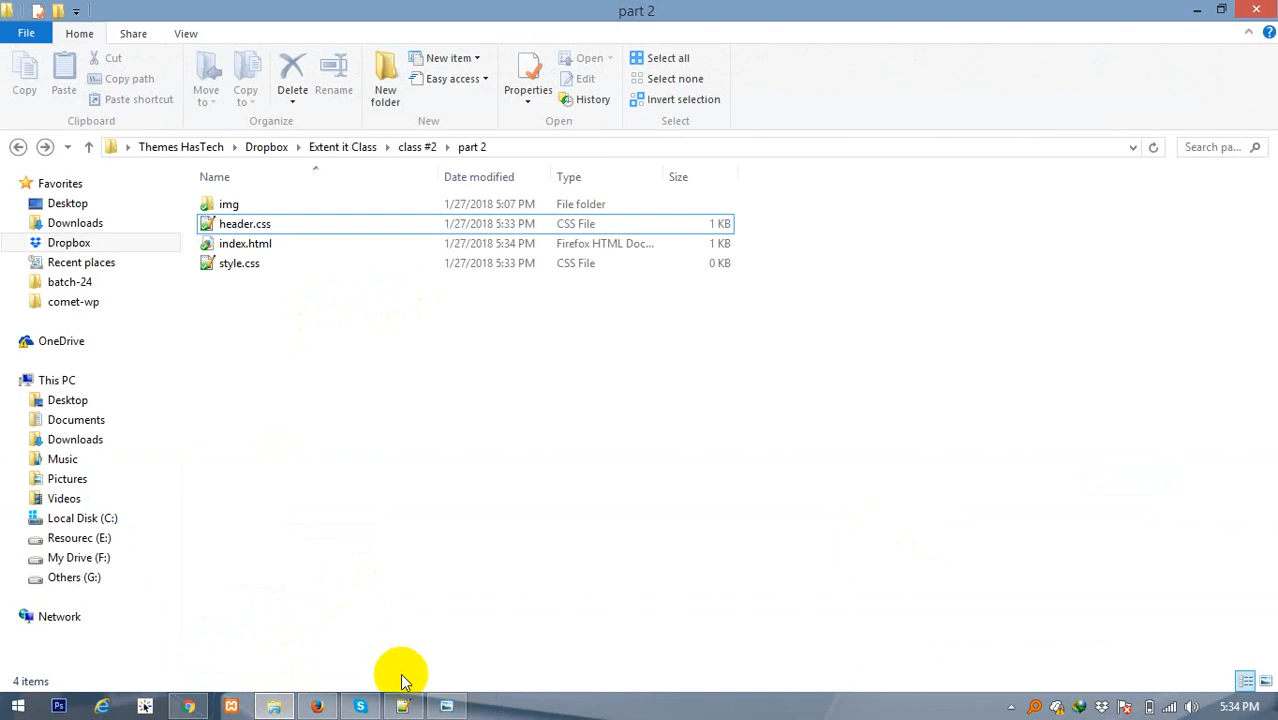 part 2
File Home Share View
Copy Paste Cut Copy path Paste shortcut Move to Copy to Delete Rename New folder New item Easy access Properties Open Edit History Select all Select none Invert selection
Clipboard Organize New Open Select
Themes HasTech Dropbox Extent it Class class #2 part 2 Search pa...
Name Date modified Type Size
img 1/27/2018 5:07 PM File folder
header.css 1/27/2018 5:33 PM CSS File 1 KB
index.html 1/27/2018 5:34 PM Firefox HTML Doc... 1 KB
style.css 1/27/2018 5:33 PM CSS File 0 KB
Favorites
Desktop
Downloads
Dropbox
Recent places
batch-24
comet-wp
OneDrive
This PC
Desktop
Documents
Downloads
Music
Pictures
Videos
Local Disk (C:)
Resourec (E:)
My Drive (F:)
Others (G:)
Network
4 items
Ps
5:34 PM